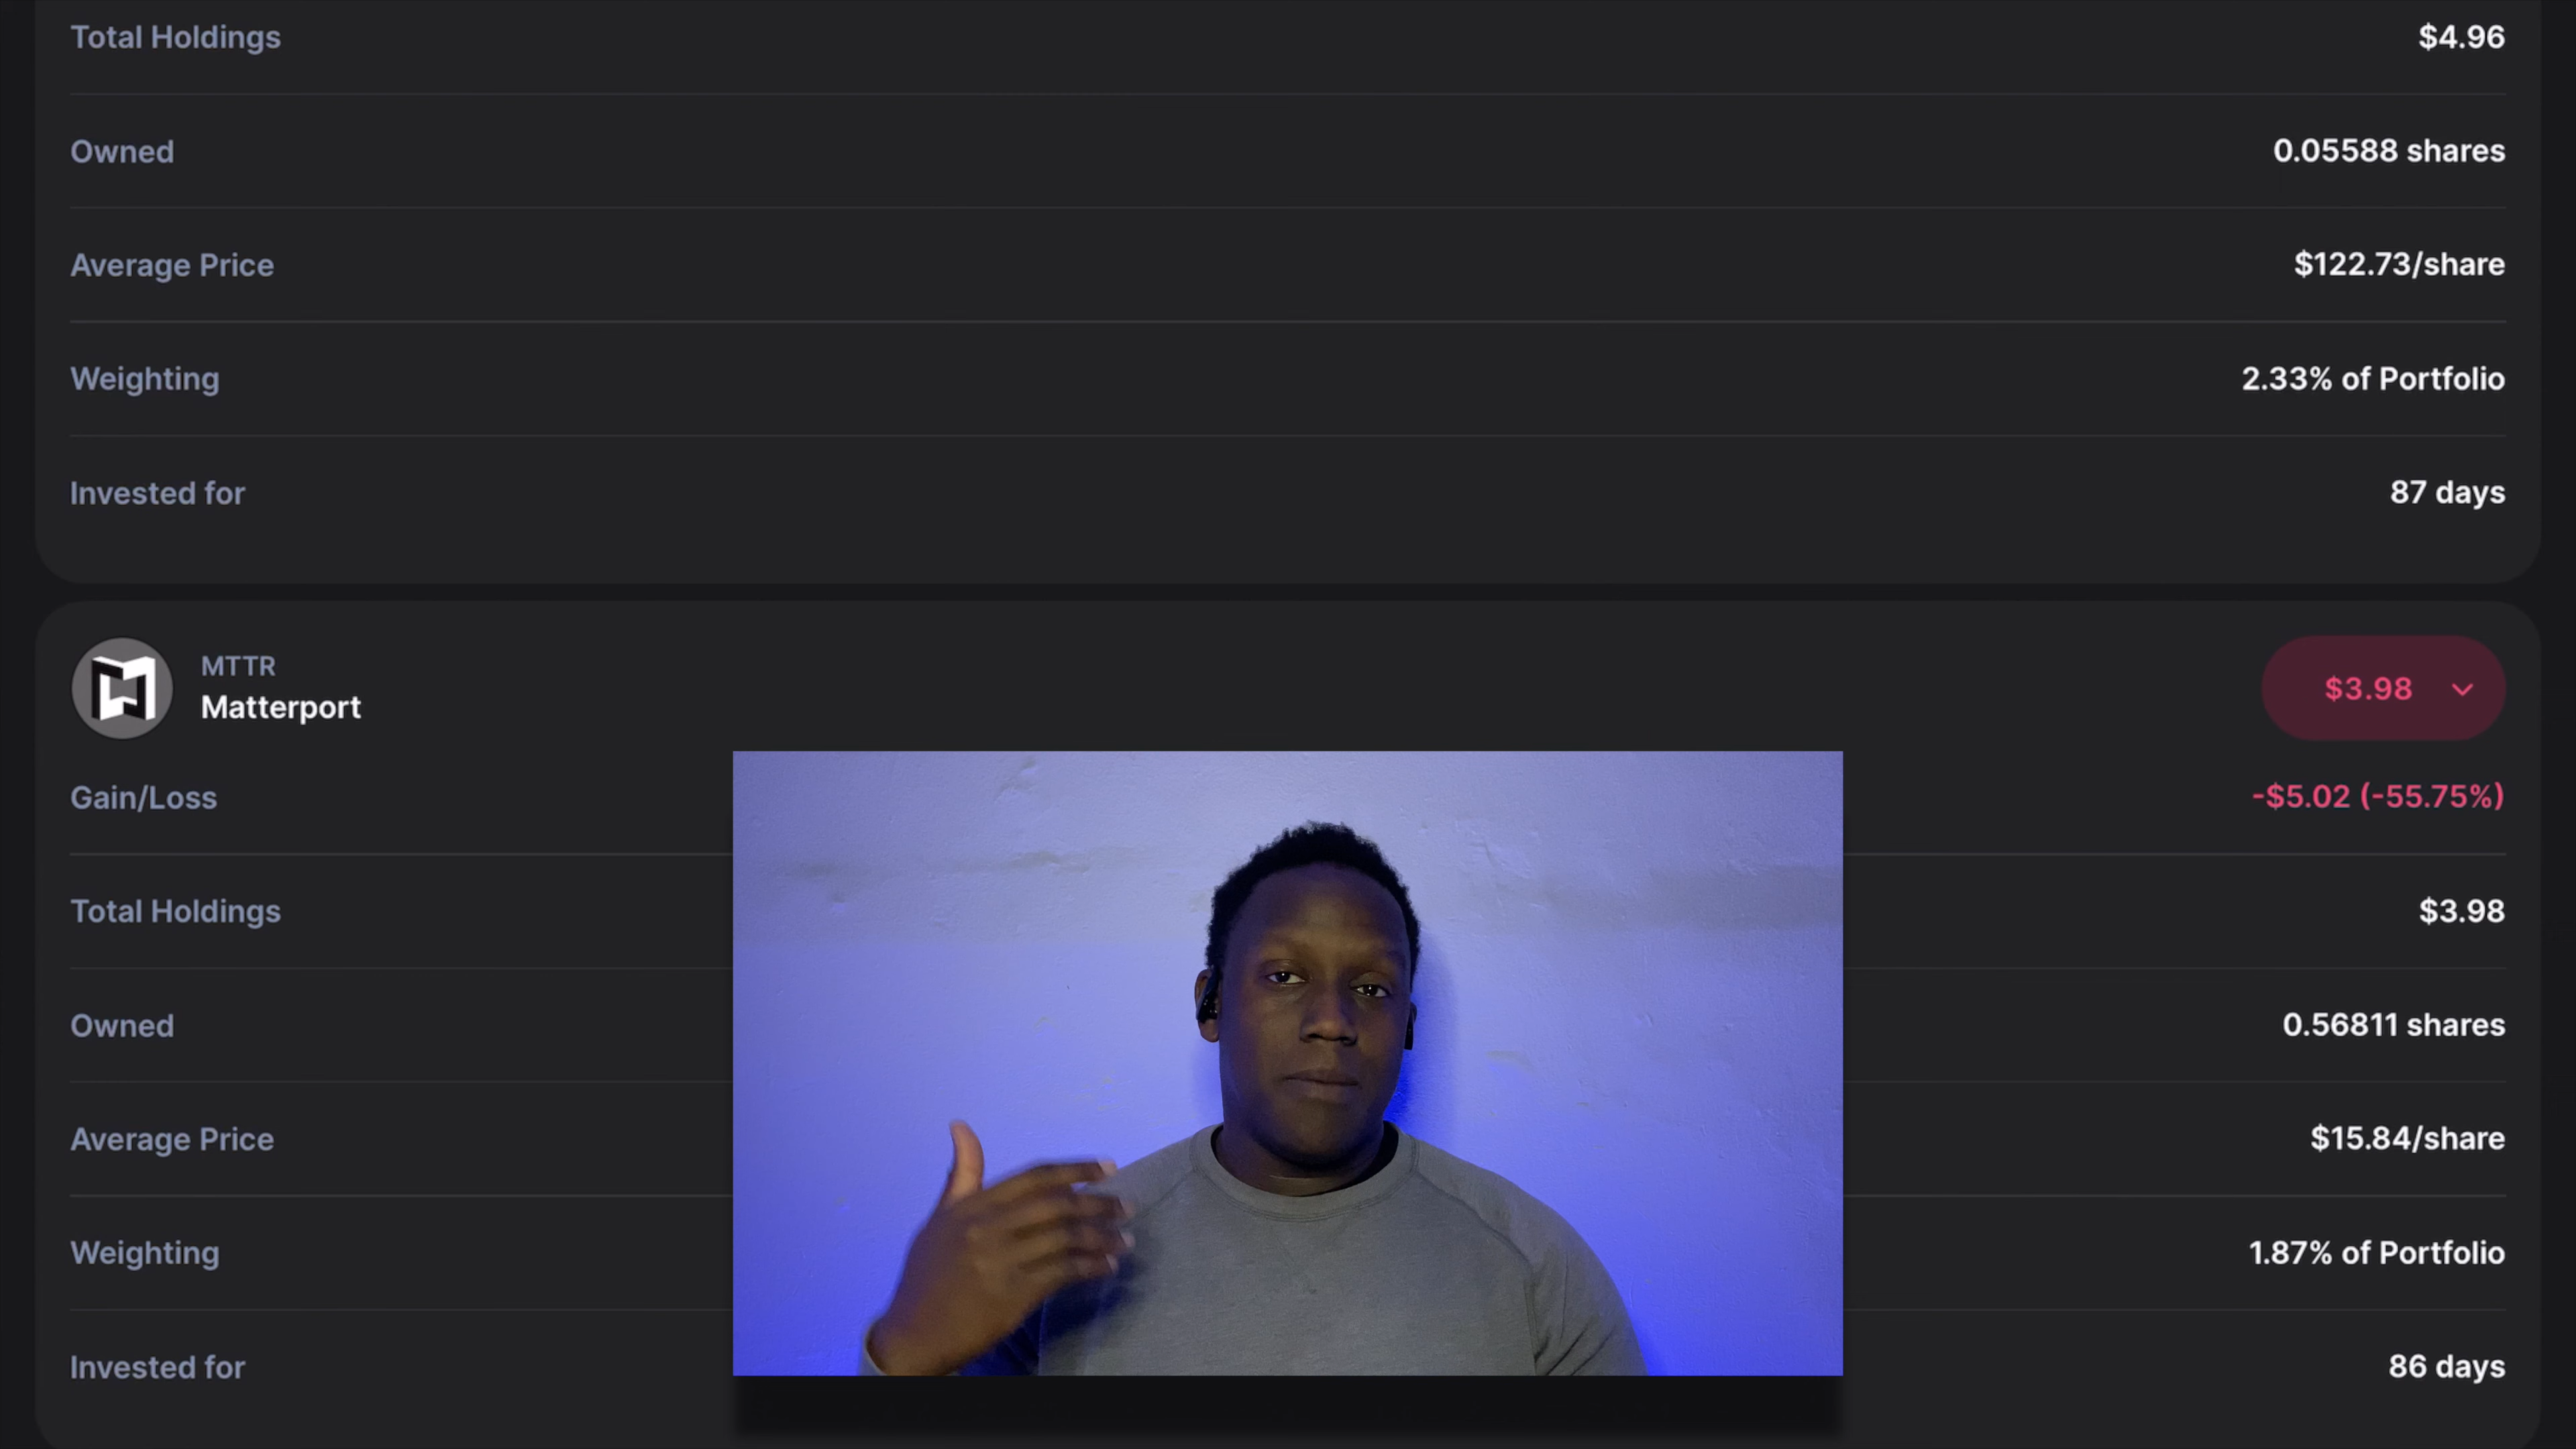 Total Holdings $4.96
Owned 0.05588 shares
Average Price $122.73/share
Weighting 2.33% of Portfolio
Invested for 87 days
MTTR
Matterport
$3.98
Gain/Loss -$5.02 (-55.75%)
Total Holdings $3.98
Owned 0.56811 shares
Average Price $15.84/share
Weighting 1.87% of Portfolio
Invested for 86 days